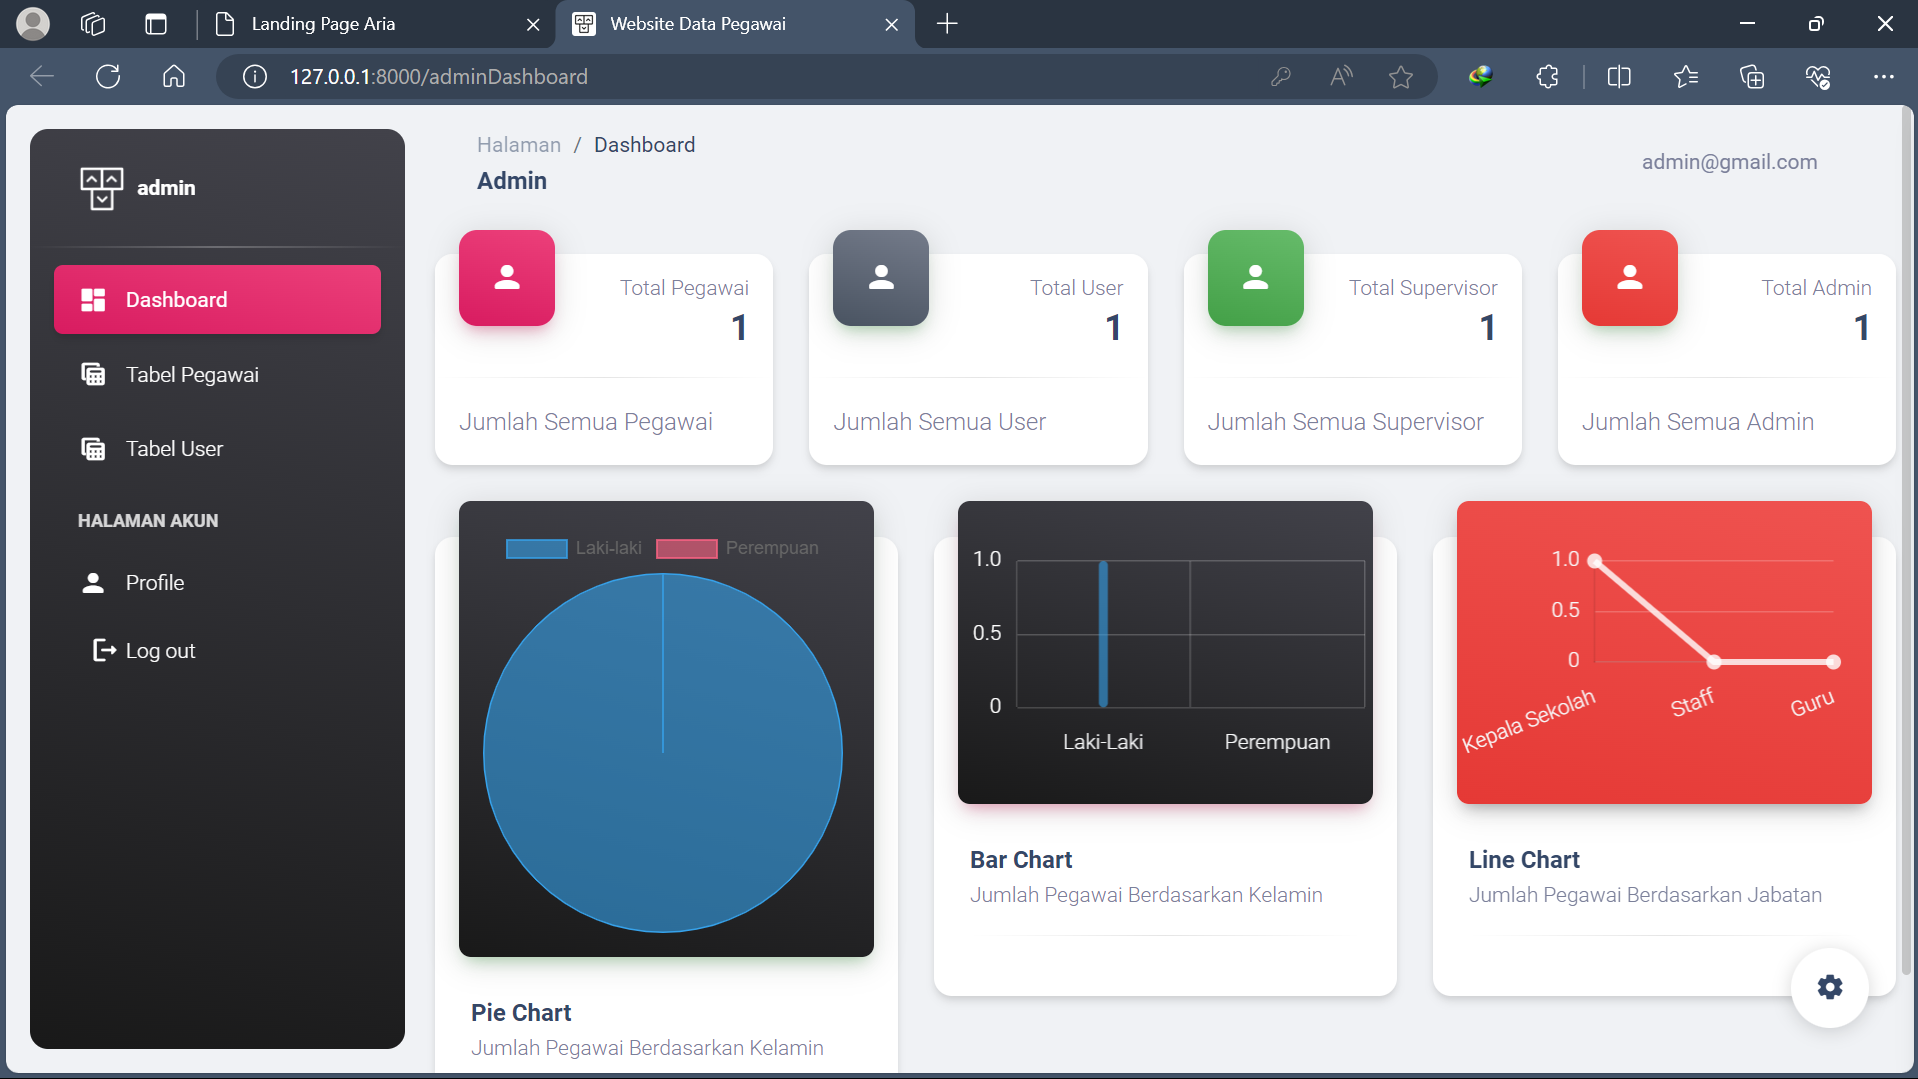 Landing Page Aria
Website Data Pegawai
127.0.0.1:8000/adminDashboard
admin
Dashboard
Tabel Pegawai
Tabel User
HALAMAN AKUN
Profile
Log out
Halaman / Dashboard
Admin
admin@gmail.com
Total Pegawai
1
Jumlah Semua Pegawai
Total User
1
Jumlah Semua User
Total Supervisor
1
Jumlah Semua Supervisor
Total Admin
1
Jumlah Semua Admin
Laki-laki Perempuan
Pie Chart
Jumlah Pegawai Berdasarkan Kelamin
1.0
0.5
0
Laki-Laki Perempuan
Bar Chart
Jumlah Pegawai Berdasarkan Kelamin
1.0
0.5
0
Kepala Sekolah Staff Guru
Line Chart
Jumlah Pegawai Berdasarkan Jabatan